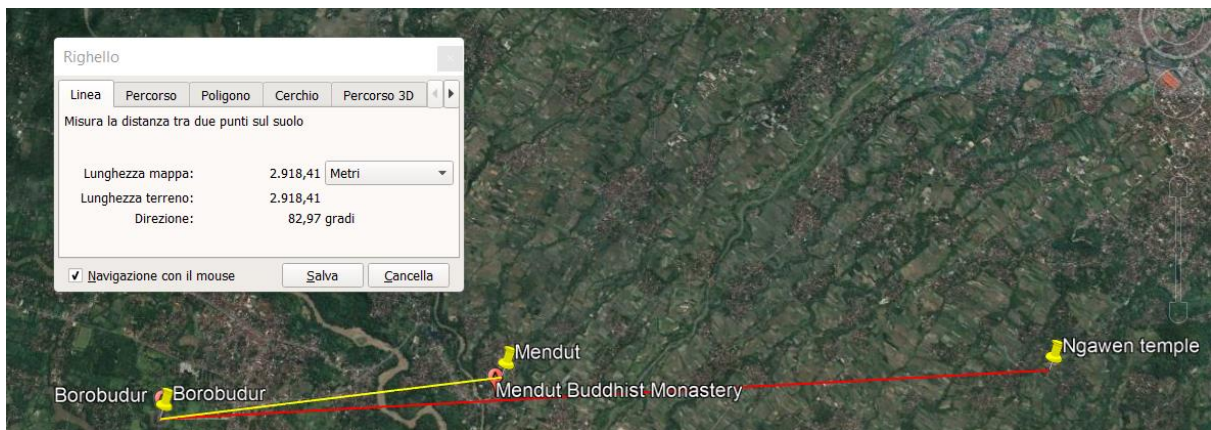 Righello
Linea Percorso Poligono Cerchio Percorso 3D
Misura la distanza tra due punti sul suolo
Lunghezza mappa: 2.918,41 Metri
Lunghezza terreno: 2.918,41
Direzione: 82,97 gradi
Navigazione con il mouse Salva Cancella
Mendut
Ngawen temple
Borobudur Borobudur
Mendut Buddhist Monastery